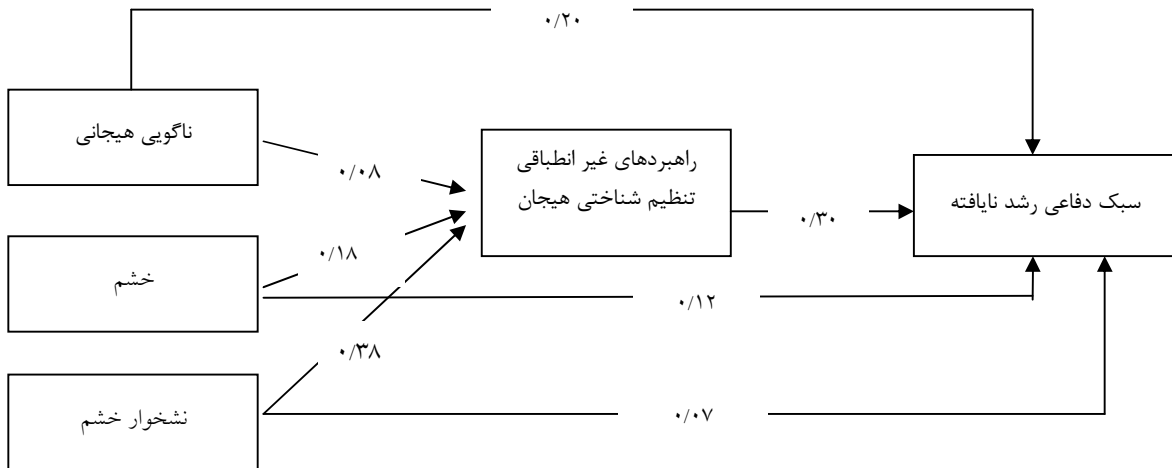 ۰/۲۰
ناگویی هیجانی
۰/۰۸
راهبردهای غیر انطباقی
تنظیم شناختی هیجان
سبک دفاعی رشد نایافته
۰/۳۰
خشم
۰/۱۸
۰/۱۲
۰/۳۸
نشخوار خشم
۰/۰۷